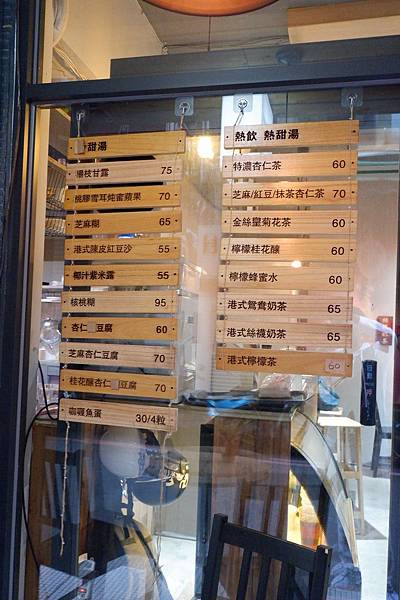 甜湯
楊枝甘露 75
桃膠雪耳炖蜜蘋果 70
芝麻糊 65
港式陳皮紅豆沙 55
椰汁紫米露 55
核桃糊 95
杏仁豆腐 60
芝麻杏仁豆腐 70
桂花釀杏仁豆腐 70
咖喱魚蛋 30/4粒
熱飲 熱甜湯
特濃杏仁茶 60
芝麻/紅豆/抹茶杏仁茶 70
金絲皇菊花茶 60
檸檬桂花釀 60
檸檬蜂蜜水 60
港式鴛鴦奶茶 65
港式絲襪奶茶 65
港式檸檬茶 60